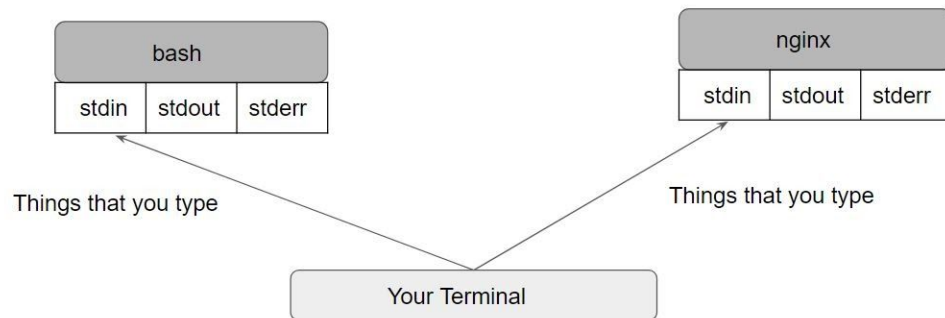 bash
nginx
stdin stdout stderr
stdin stdout stderr
Things that you type
Things that you type
Your Terminal